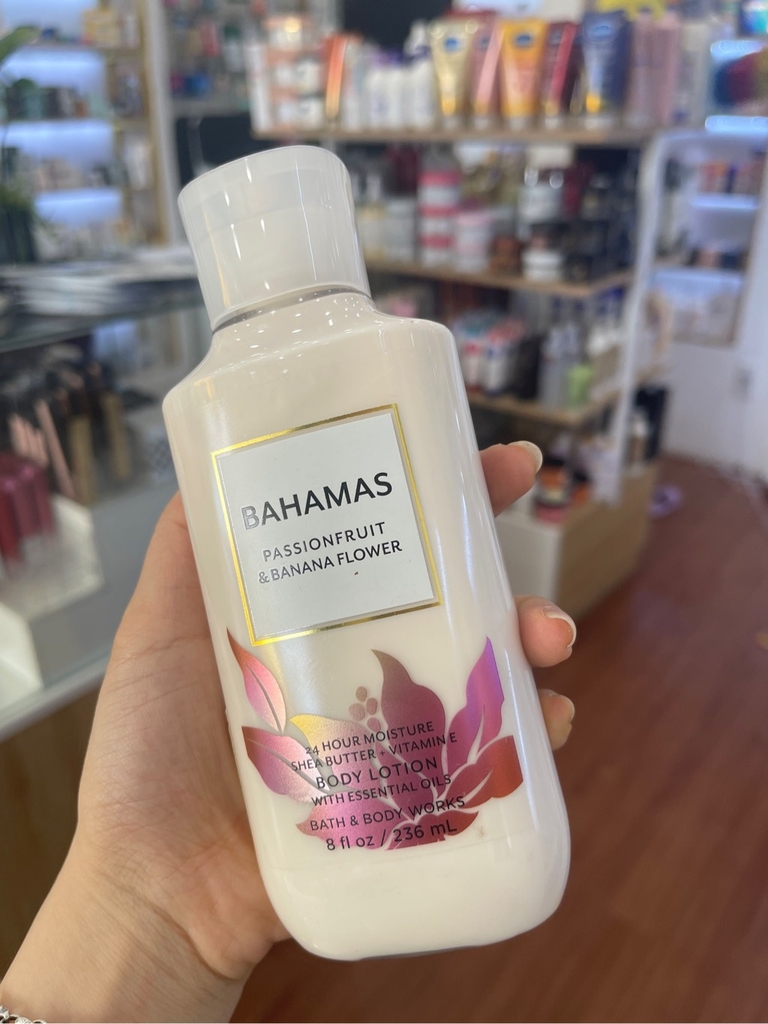 BAHAMAS
PASSIONFRUIT
& BANANA FLOWER
24 HOUR MOISTURE
SHEA BUTTER + VITAMIN E
BODY LOTION
WITH ESSENTIAL OILS
BATH & BODY WORKS
8 fl oz / 236 mL